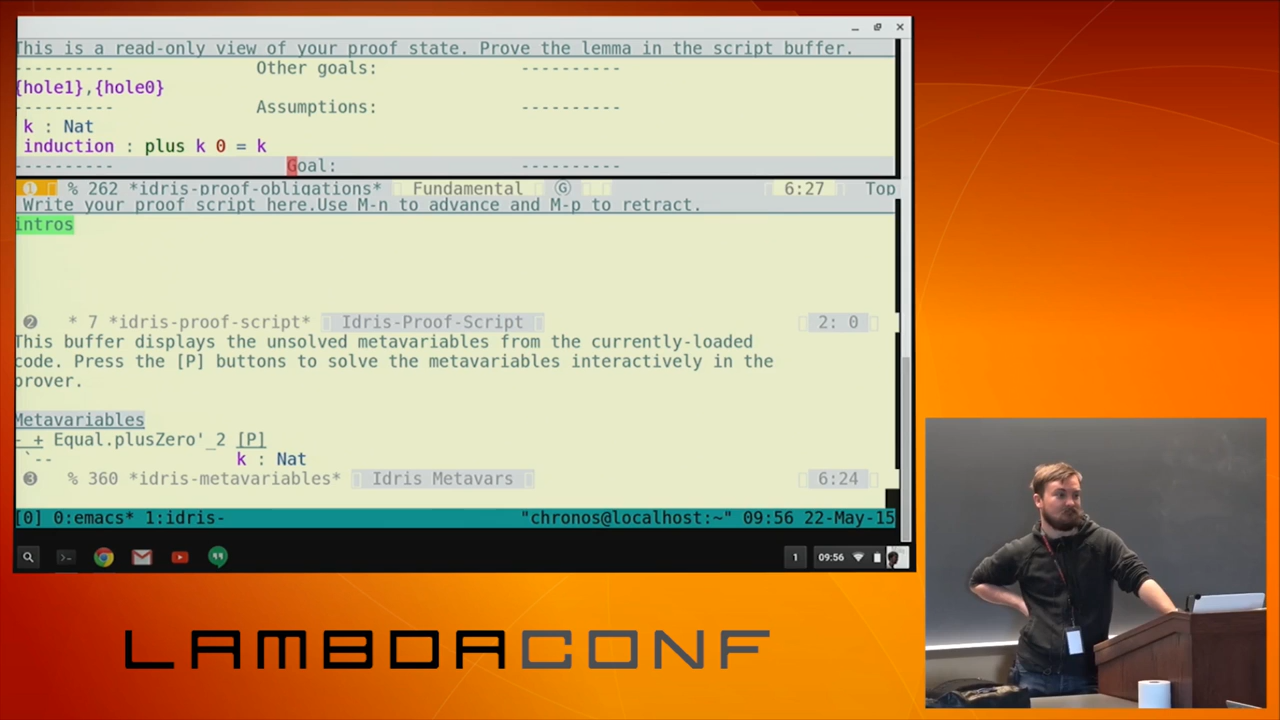 This is a read-only view of your proof state. Prove the lemma in the script buffer.
---------- Other goals: ----------
{hole1},{hole0}
---------- Assumptions: ----------
k : Nat
induction : plus k 0 = k
---------- Goal: ----------
1 % 262 *idris-proof-obligations* Fundamental G 6:27 Top
Write your proof script here.Use M-n to advance and M-p to retract.
intros
2 * 7 *idris-proof-script* Idris-Proof-Script 2: 0
This buffer displays the unsolved metavariables from the currently-loaded
code. Press the [P] buttons to solve the metavariables interactively in the
prover.
Metavariables
- + Equal.plusZero'_2 [P]
`-- k : Nat
3 % 360 *idris-metavariables* Idris Metavars 6:24
[0] 0:emacs* 1:idris- "chronos@localhost:~" 09:56 22-May-15
1 09:56
LAMBDACONF